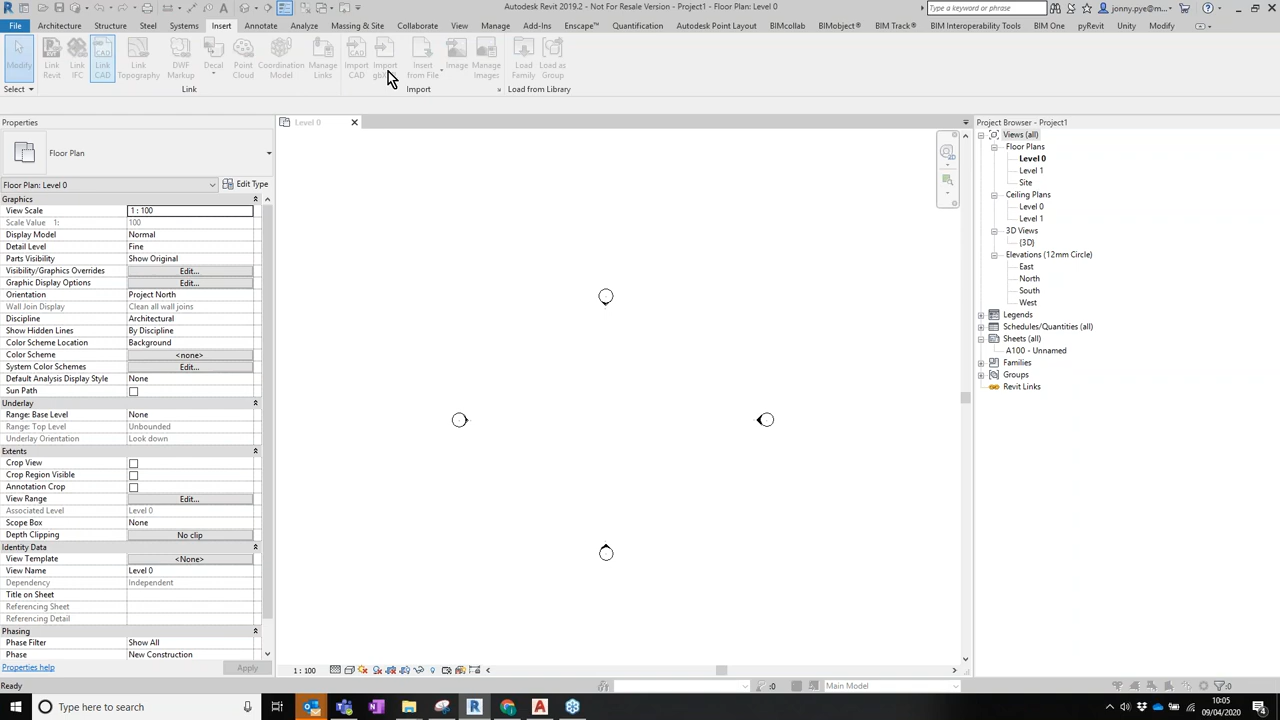 Autodesk Revit 2019.2 - Not For Resale Version - Project1 - Floor Plan: Level 0
Type a keyword or phrase
jonny.pye@excit...
File Architecture Structure Steel Systems Insert Annotate Analyze Massing & Site Collaborate View Manage Add-Ins Escape™ Quantification Autodesk Point Layout BIMcollab BIMobject® BIM Track® BIM Interoperability Tools BIM One pyRevit Unity Modify
Modify
Link Revit
Link IFC
Link CAD
Link Topography
DWF Markup
Decal
Point Cloud
Coordination Model
Manage Links
Import CAD
Import
Insert from File
Image
Manage Images
Load Family
Load as Group
Select
Link
Import
Load from Library
Properties
Level 0
Project Browser - Project1
Floor Plan
Floor Plan: Level 0
Edit Type
Graphics
View Scale 1 : 100
Scale Value 1: 100
Display Model Normal
Detail Level Fine
Parts Visibility Show Original
Visibility/Graphics Overrides Edit...
Graphic Display Options Edit...
Orientation Project North
Wall Join Display Clean all wall joins
Discipline Architectural
Show Hidden Lines By Discipline
Color Scheme Location Background
Color Scheme <none>
System Color Schemes Edit...
Default Analysis Display Style None
Sun Path
Underlay
Range: Base Level None
Range: Top Level Unbounded
Underlay Orientation Look down
Extents
Crop View
Crop Region Visible
Annotation Crop
View Range Edit...
Associated Level Level 0
Scope Box None
Depth Clipping No clip
Identity Data
View Template <None>
View Name Level 0
Dependency Independent
Title on Sheet
Referencing Sheet
Referencing Detail
Phasing
Phase Filter Show All
Phase New Construction
Properties help
Apply
Views (all)
Floor Plans
Level 0
Level 1
Site
Ceiling Plans
Level 0
Level 1
3D Views
{3D}
Elevations (12mm Circle)
East
North
South
West
Legends
Schedules/Quantities (all)
Sheets (all)
A100 - Unnamed
Families
Groups
Revit Links
1 : 100
Ready
:0
Main Model
:0
Type here to search
10:05
09/04/2020